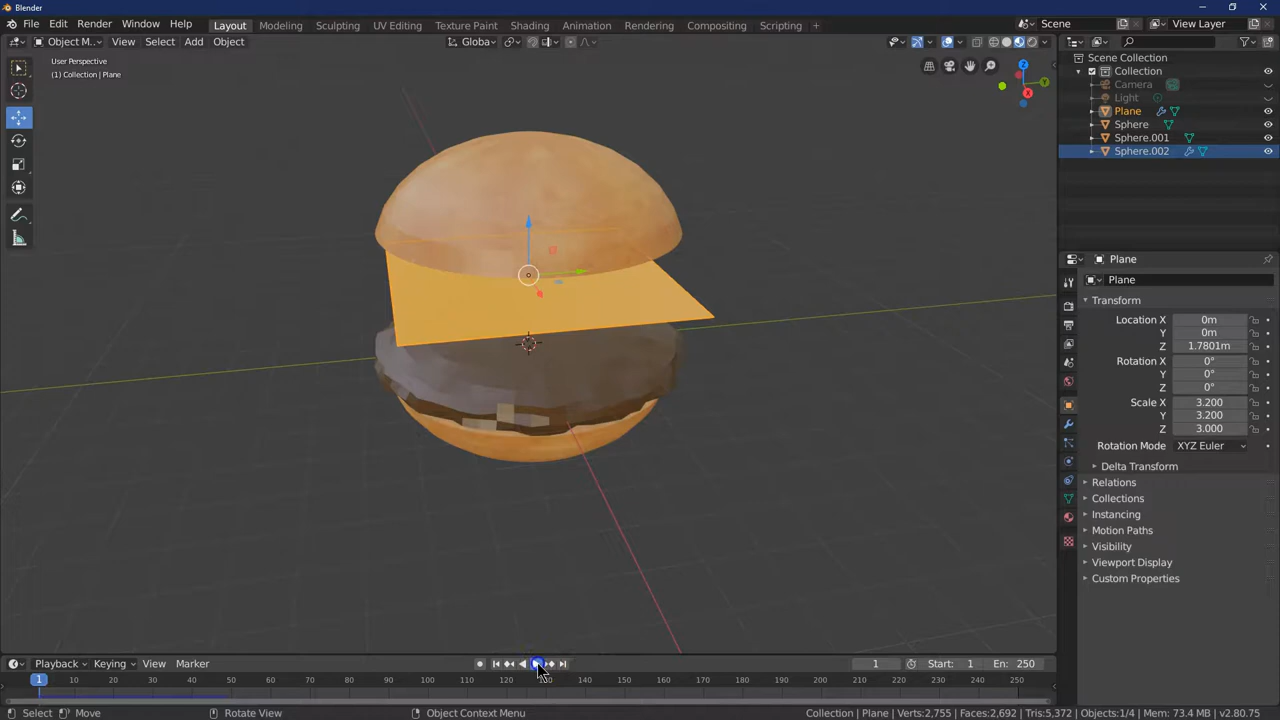 Blender
File Edit Render Window Help Layout Modeling Sculpting UV Editing Texture Paint Shading Animation Rendering Compositing Scripting + Scene View Layer
Object M... View Select Add Object Globa
User Perspective
(1) Collection | Plane
Z
Y
X
Scene Collection
Collection
Camera
Light
Plane
Sphere
Sphere.001
Sphere.002
Plane
Plane
Transform
Location X 0m
Y 0m
Z 1.7801m
Rotation X 0°
Y 0°
Z 0°
Scale X 3.200
Y 3.200
Z 3.000
Rotation Mode XYZ Euler
Delta Transform
Relations
Collections
Instancing
Motion Paths
Visibility
Viewport Display
Custom Properties
Playback Keying View Marker 1 Start: 1 En: 250
1 10 20 30 40 50 60 70 80 90 100 110 120 130 140 150 160 170 180 190 200 210 220 230 240 250
Select Move Rotate View Object Context Menu Collection | Plane | Verts:2,755 | Faces:2,692 | Tris:5,372 | Objects:1/4 | Mem: 73.4 MB | v2.80.75